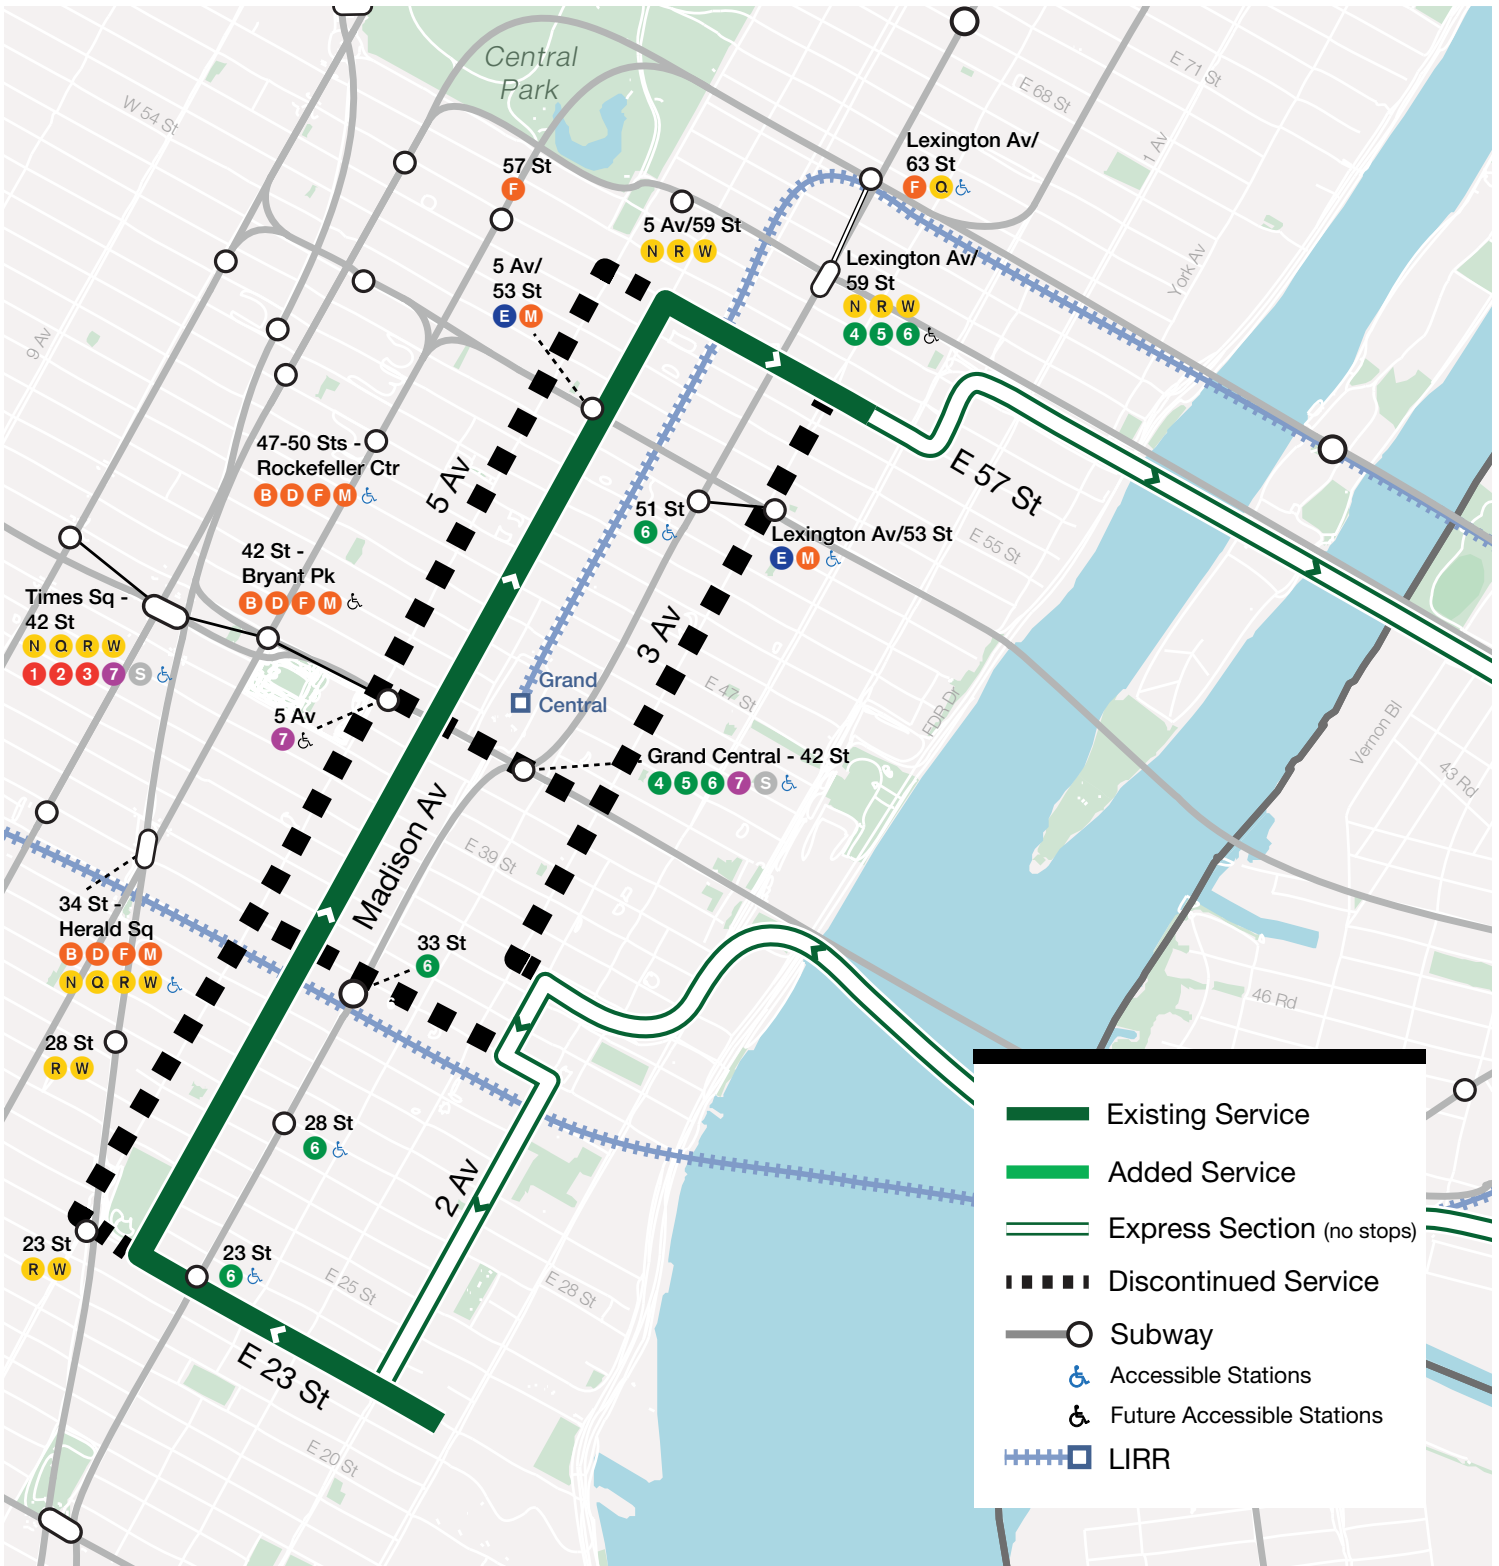 Central
Park
E 71 St
E 68 St
W 54 St
1 Av
Lexington Av/
63 St
F Q
57 St
F
5 Av/59 St
N R W
York Av
Lexington Av/
59 St
N R W
4 5 6
5 Av/
53 St
E M
9 Av
47-50 Sts -
Rockefeller Ctr
B D F M
5 Av
E 57 St
51 St
6
Lexington Av/53 St
E M
E 55 St
42 St -
Bryant Pk
B D F M
Times Sq -
42 St
N Q R W
1 2 3 7 S
3 Av
Grand
Central
E 47 St
FDR Dr
5 Av
7
Vernon Bl
43 Rd
Grand Central - 42 St
4 5 6 7 S
Madison Av
E 39 St
34 St -
Herald Sq
B D F M
N Q R W
33 St
6
46 Rd
28 St
R W
28 St
6
2 Av
23 St
R W
23 St
6
E 25 St
E 28 St
E 23 St
E 20 St
Existing Service
Added Service
Express Section (no stops)
Discontinued Service
Subway
Accessible Stations
Future Accessible Stations
LIRR